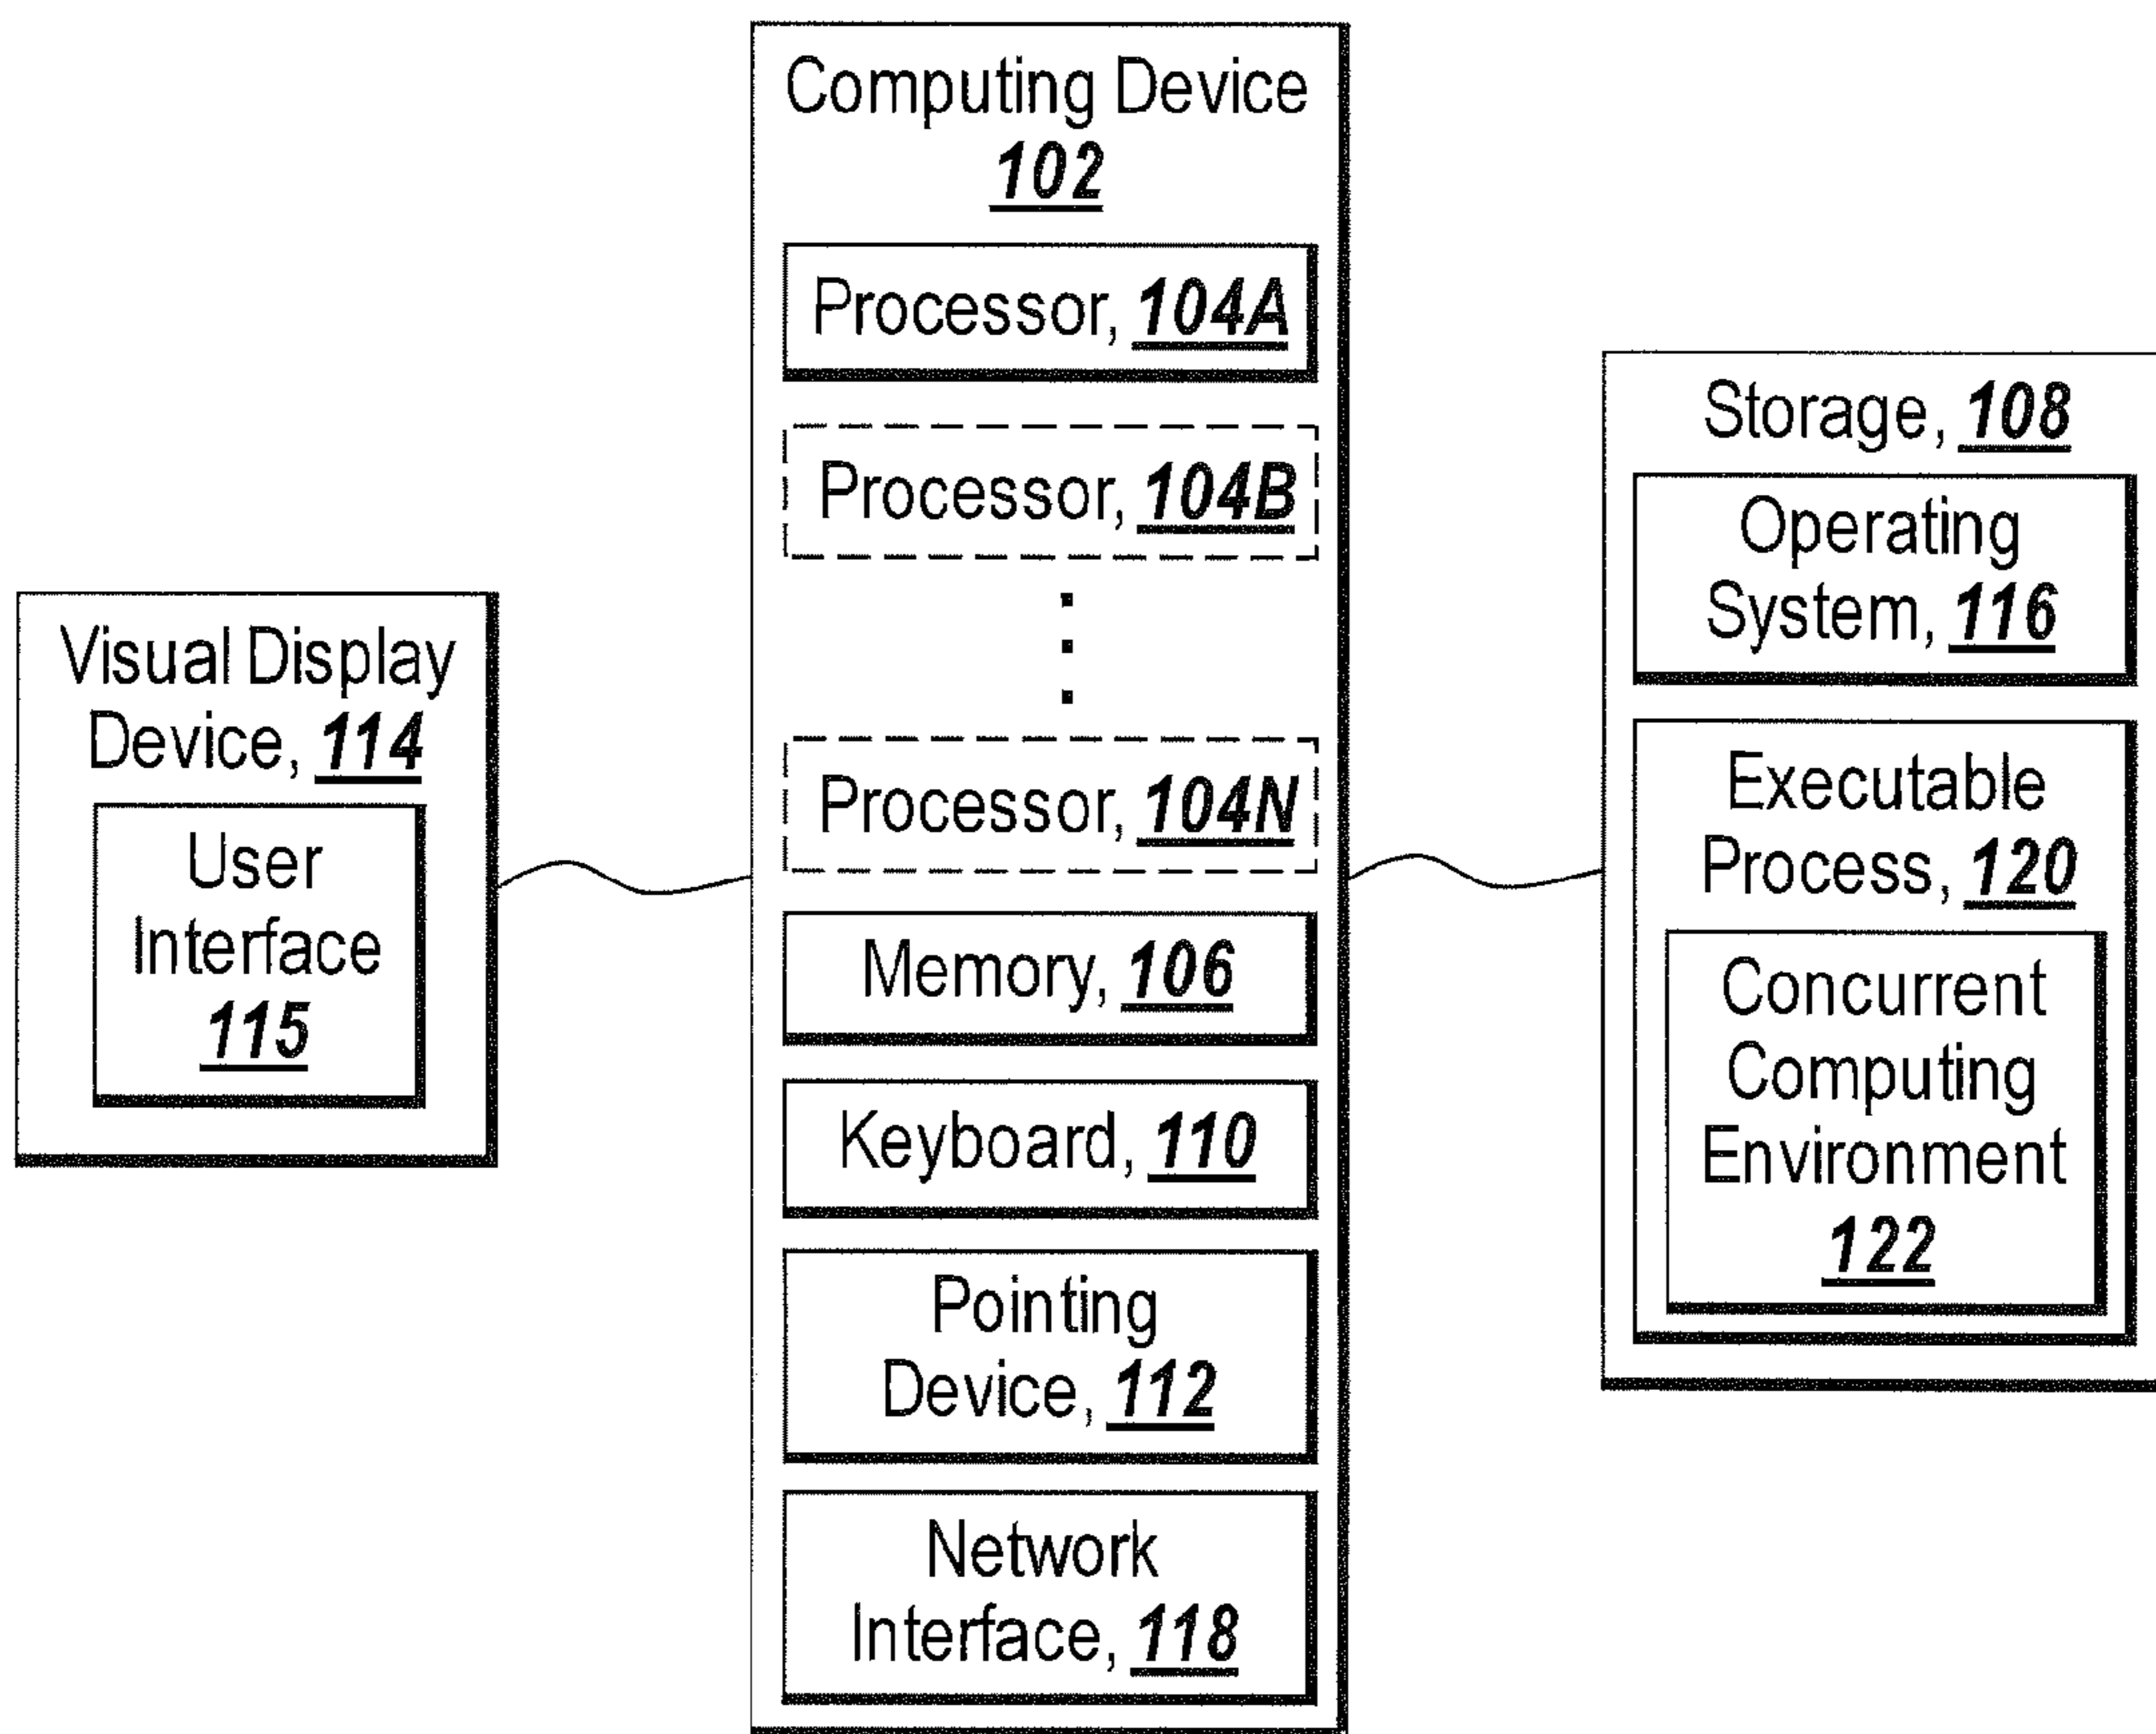 Computing Device
102
Processor, 104A
Processor, 104B
Processor, 104N
Memory, 106
Keyboard, 110
Pointing
Device, 112
Network
Interface, 118
Visual Display
Device, 114
User
Interface
115
Storage, 108
Operating
System, 116
Executable
Process, 120
Concurrent
Computing
Environment
122